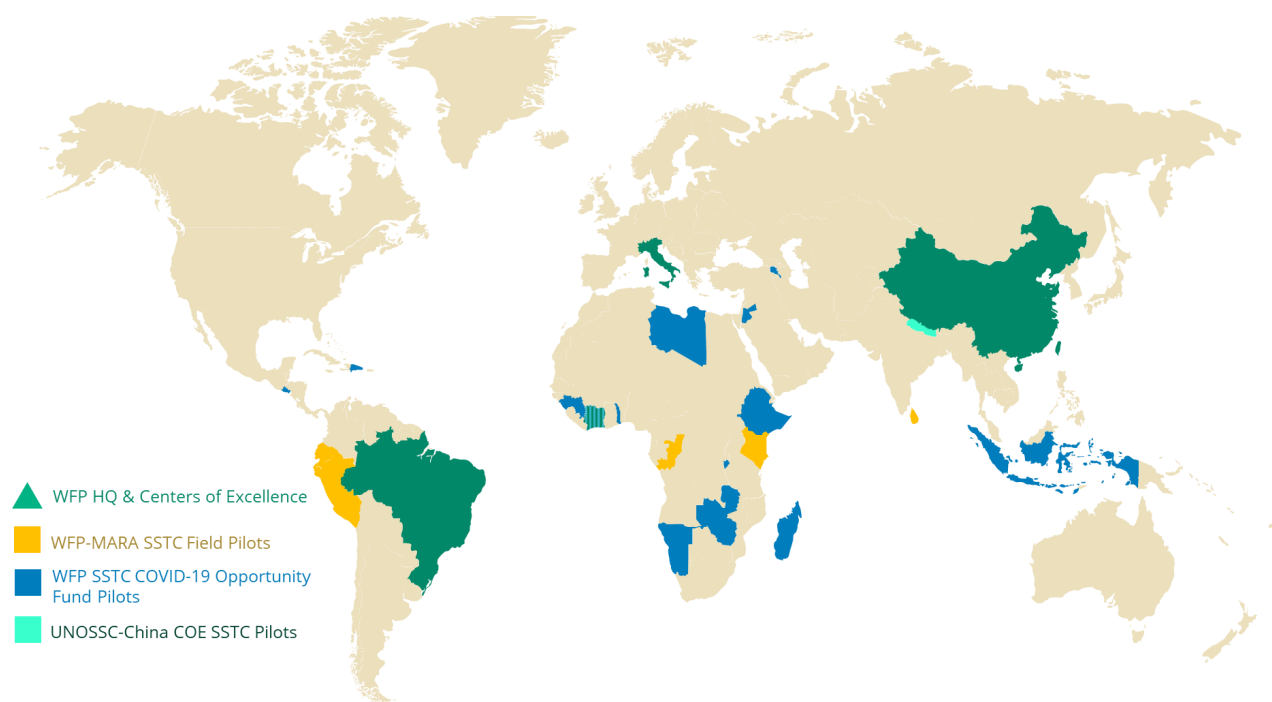 WFP HQ & Centers of Excellence
WFP-MARA SSTC Field Pilots
WFP SSTC COVID-19 Opportunity
Fund Pilots
UNOSSC-China COE SSTC Pilots